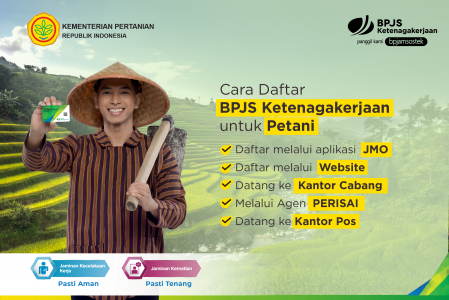 KEMENTERIAN PERTANIAN
REPUBLIK INDONESIA
BPJS
Ketenagakerjaan
panggil kami bpjamsostek
Cara Daftar
BPJS Ketenagakerjaan
untuk Petani
Daftar melalui aplikasi JMO
Daftar melalui Website
Datang ke Kantor Cabang
Melalui Agen PERISAI
Datang ke Kantor Pos
Jaminan Kecelakaan
Kerja
Pasti Aman
Jaminan Kematian
Pasti Tenang